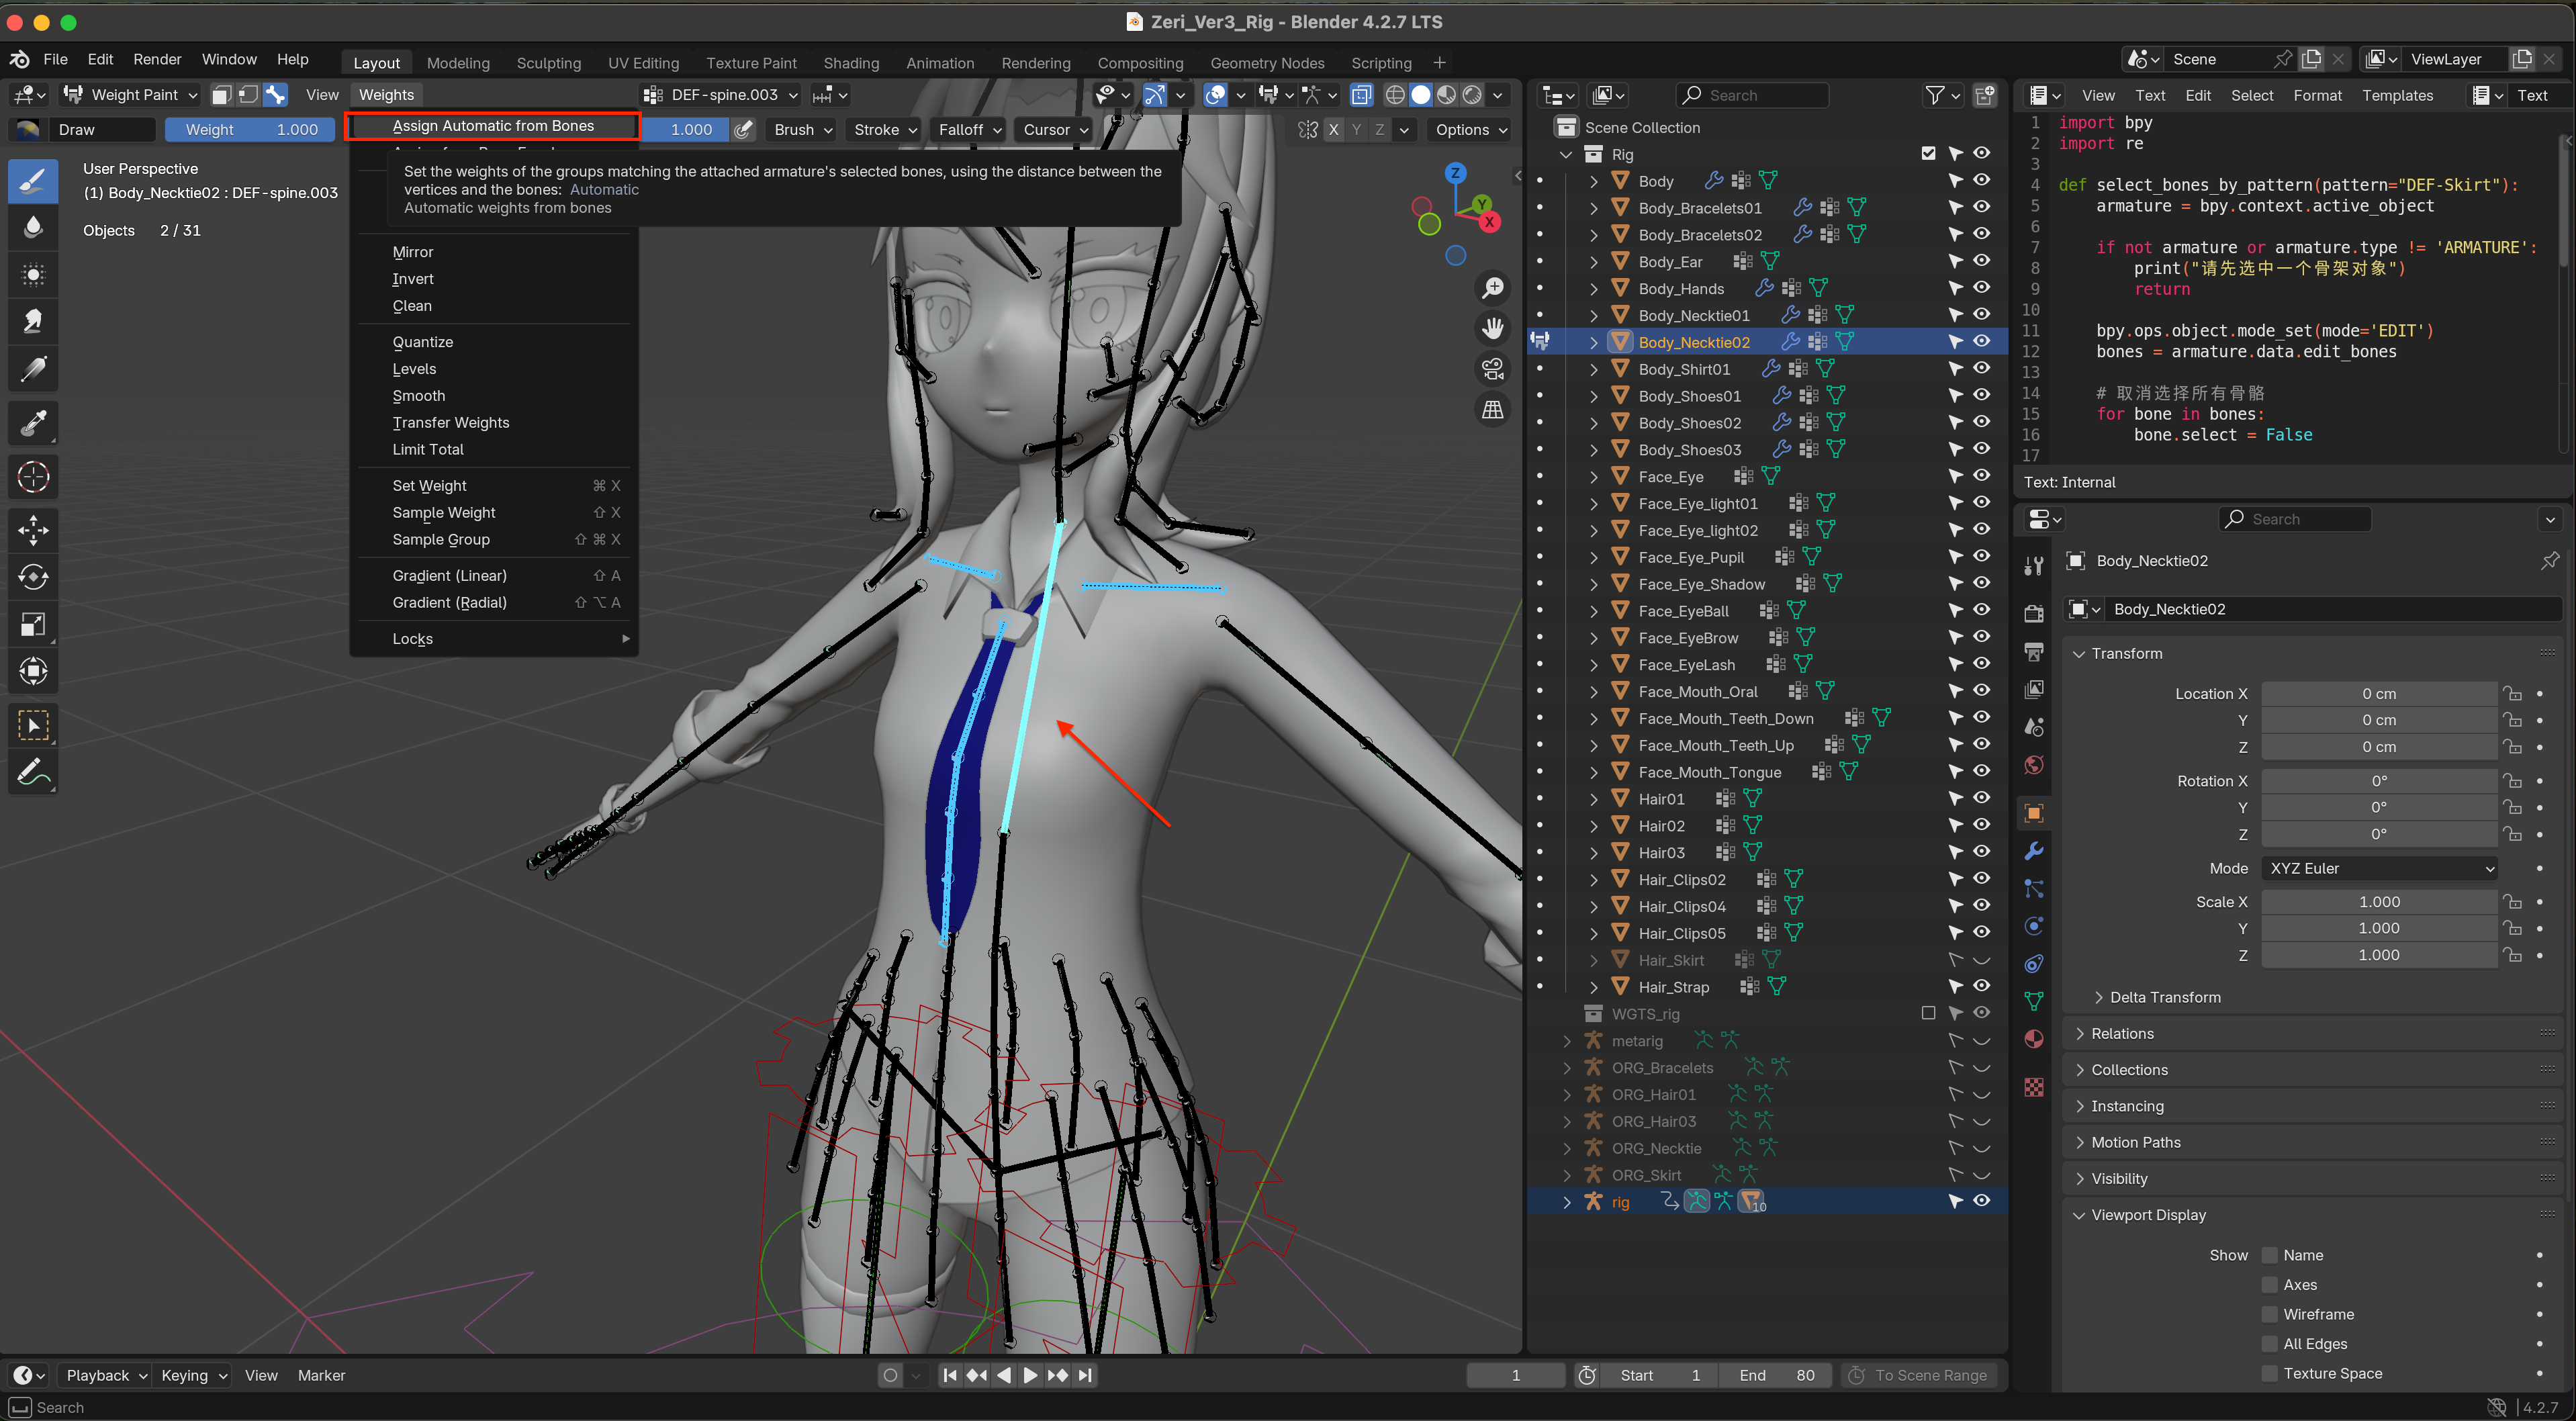 Zeri_Ver3_Rig - Blender 4.2.7 LTS
File Edit Render Window Help
Layout Modeling Sculpting UV Editing Texture Paint Shading Animation Rendering Compositing Geometry Nodes Scripting +
Scene
ViewLayer
Weight Paint View Weights
DEF-spine.003
Draw
Weight 1.000
1.000
Brush Stroke Falloff Cursor
X Y Z
Options
Assign Automatic from Bones
Set the weights of the groups matching the attached armature's selected bones, using the distance between the
vertices and the bones: Automatic
Automatic weights from bones
Mirror
Invert
Clean
Quantize
Levels
Smooth
Transfer Weights
Limit Total
Set Weight ⌘ X
Sample Weight ⇧ X
Sample Group ⇧ ⌘ X
Gradient (Linear) ⇧ A
Gradient (Radial) ⇧ ⌥ A
Locks
User Perspective
(1) Body_Necktie02 : DEF-spine.003
Objects 2 / 31
Z
Y
X
Search
Scene Collection
Rig
Body
Body_Bracelets01
Body_Bracelets02
Body_Ear
Body_Hands
Body_Necktie01
Body_Necktie02
Body_Shirt01
Body_Shoes01
Body_Shoes02
Body_Shoes03
Face_Eye
Face_Eye_light01
Face_Eye_light02
Face_Eye_Pupil
Face_Eye_Shadow
Face_EyeBall
Face_EyeBrow
Face_EyeLash
Face_Mouth_Oral
Face_Mouth_Teeth_Down
Face_Mouth_Teeth_Up
Face_Mouth_Tongue
Hair01
Hair02
Hair03
Hair_Clips02
Hair_Clips04
Hair_Clips05
Hair_Skirt
Hair_Strap
WGTS_rig
metarig
ORG_Bracelets
ORG_Hair01
ORG_Hair03
ORG_Necktie
ORG_Skirt
rig 10
View Text Edit Select Format Templates
Text
1 import bpy
2 import re
3
4 def select_bones_by_pattern(pattern="DEF-Skirt"):
5 armature = bpy.context.active_object
6
7 if not armature or armature.type != 'ARMATURE':
8 print("请先选中一个骨架对象")
9 return
10
11 bpy.ops.object.mode_set(mode='EDIT')
12 bones = armature.data.edit_bones
13
14 # 取消选择所有骨骼
15 for bone in bones:
16 bone.select = False
17
Text: Internal
Search
Body_Necktie02
Body_Necktie02
Transform
Location X 0 cm
Y 0 cm
Z 0 cm
Rotation X 0°
Y 0°
Z 0°
Mode XYZ Euler
Scale X 1.000
Y 1.000
Z 1.000
Delta Transform
Relations
Collections
Instancing
Motion Paths
Visibility
Viewport Display
Show Name
Axes
Wireframe
All Edges
Texture Space
Playback Keying View Marker
1
Start 1 End 80
To Scene Range
Search
4.2.7